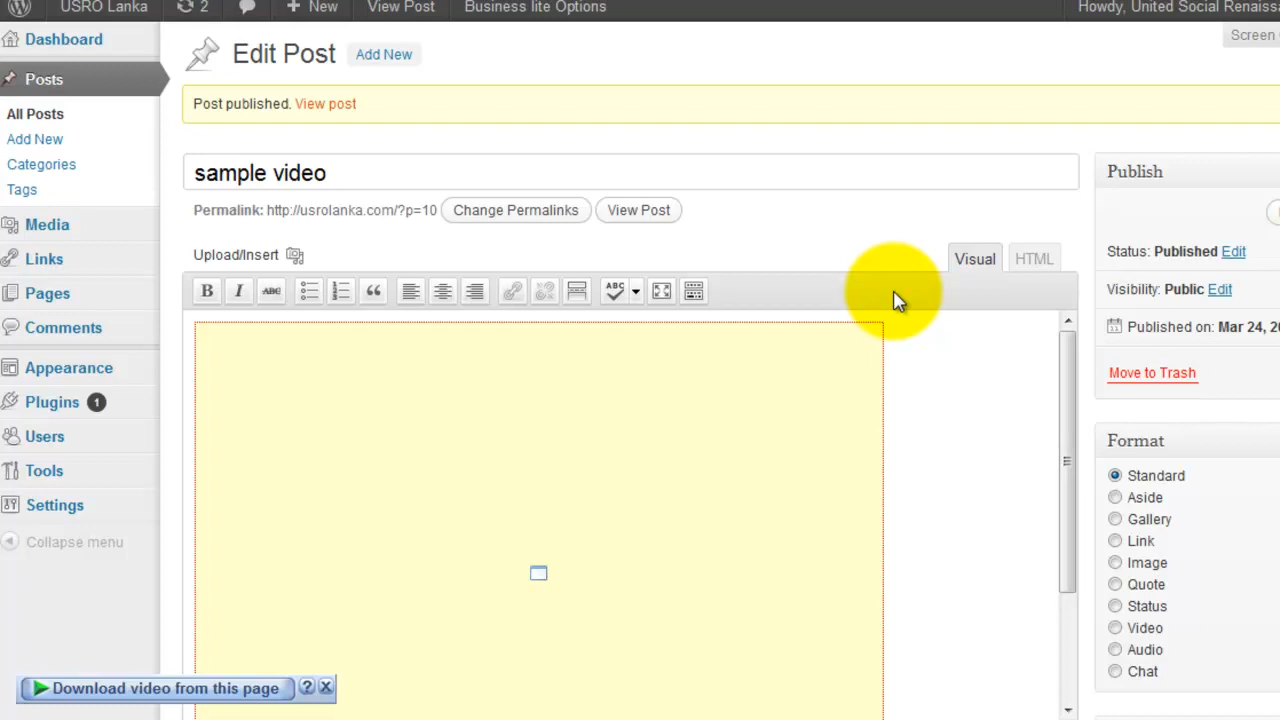 USRO Lanka 2 New View Post Business lite Options Howdy, United Social
Dashboard
Posts
All Posts
Add New
Categories
Tags
Media
Links
Pages
Comments
Appearance
Plugins 1
Users
Tools
Settings
Collapse menu
Screen
Edit Post Add New
Post published. View post
sample video
Permalink: http://usrolanka.com/?p=10 Change Permalinks View Post
Upload/Insert
Visual HTML
B I ABC ABC
Publish
Status: Published Edit
Visibility: Public Edit
Published on: Mar 24,
Move to Trash
Format
Standard
Aside
Gallery
Link
Image
Quote
Status
Video
Audio
Chat
Download video from this page ? X